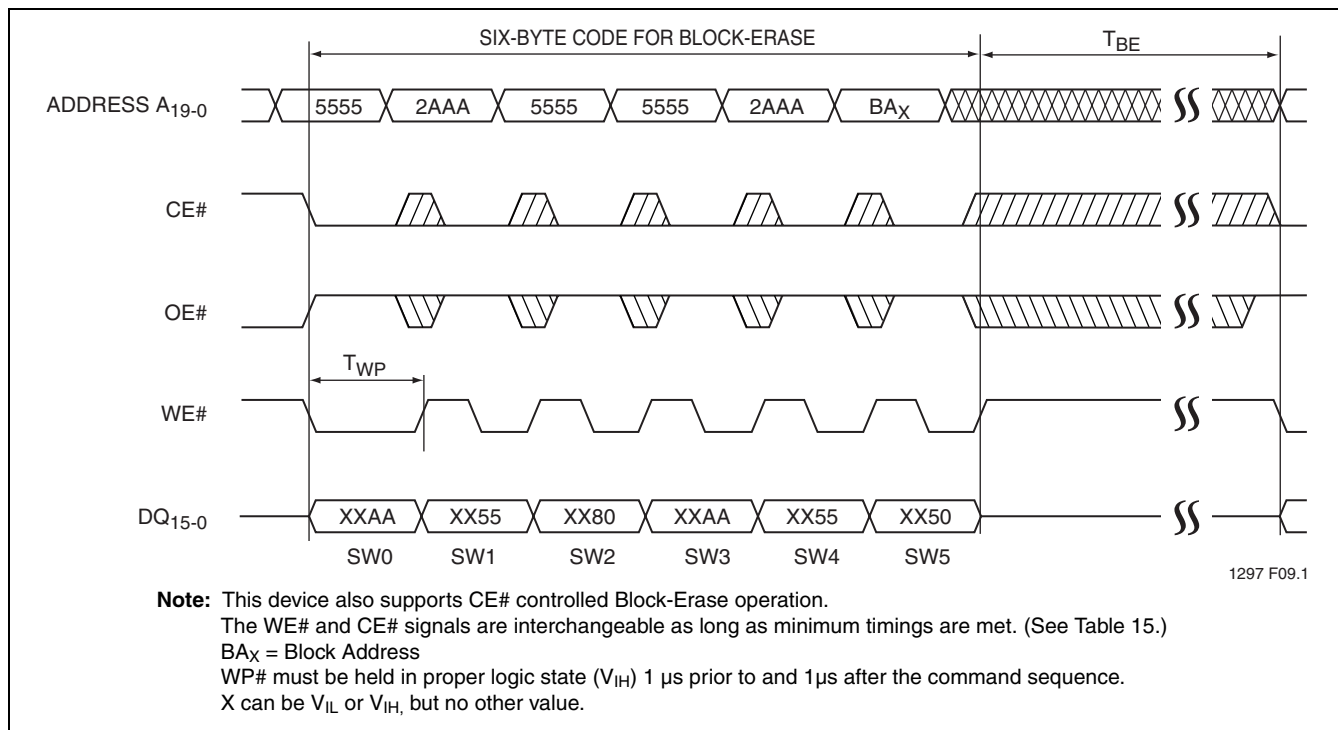 SIX-BYTE CODE FOR BLOCK-ERASE
TBE
ADDRESS A19-0
5555 2AAA 5555 5555 2AAA BAX
CE#
OE#
TWP
WE#
DQ15-0
XXAA XX55 XX80 XXAA XX55 XX50
SW0 SW1 SW2 SW3 SW4 SW5
1297 F09.1
Note: This device also supports CE# controlled Block-Erase operation.
The WE# and CE# signals are interchangeable as long as minimum timings are met. (See Table 15.)
BAX = Block Address
WP# must be held in proper logic state (VIH) 1 µs prior to and 1µs after the command sequence.
X can be VIL or VIH, but no other value.